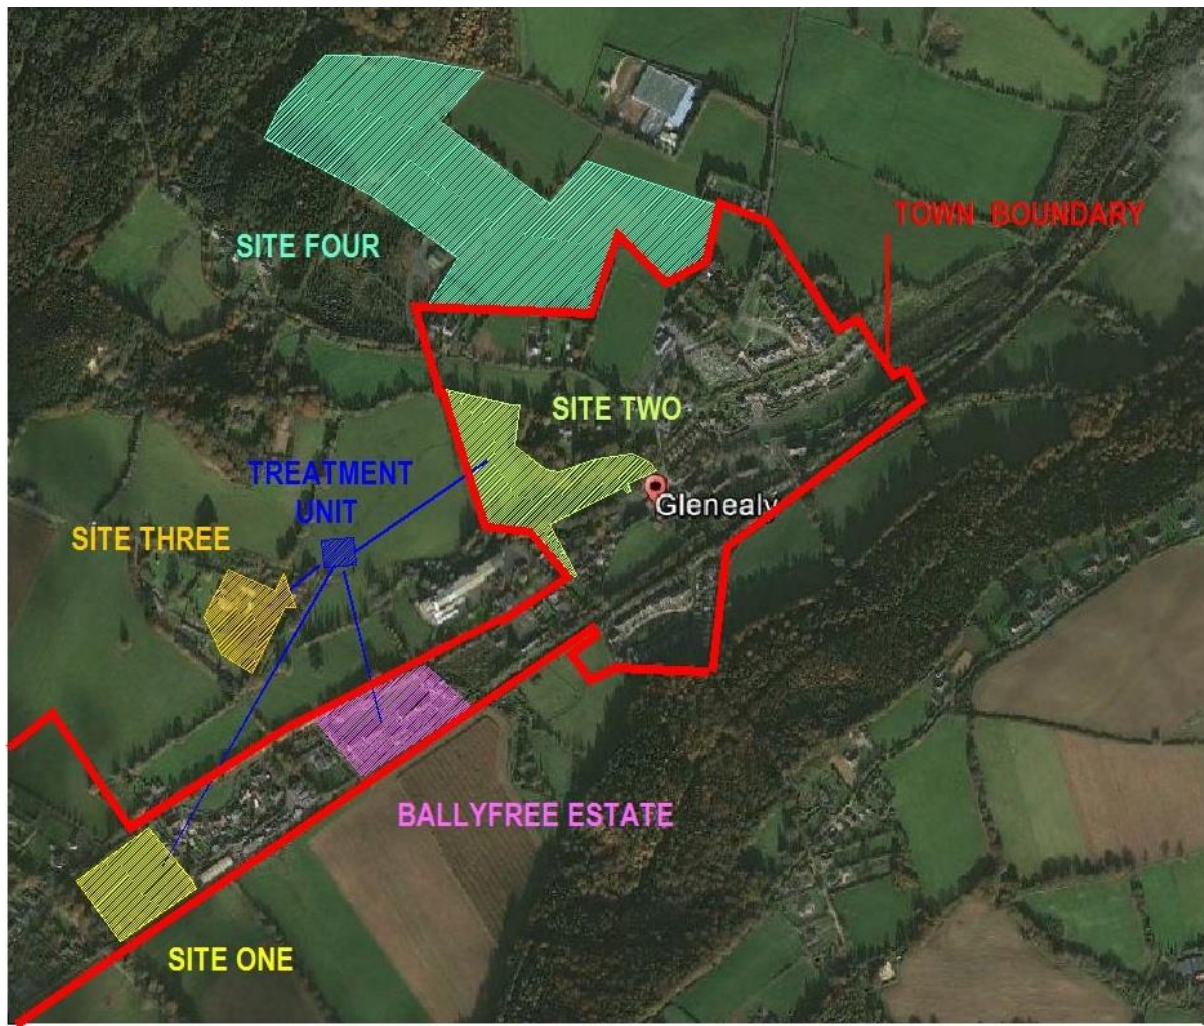 TOWN BOUNDARY
SITE FOUR
SITE TWO
TREATMENT
UNIT
Glenealy
SITE THREE
BALLYFREE ESTATE
SITE ONE